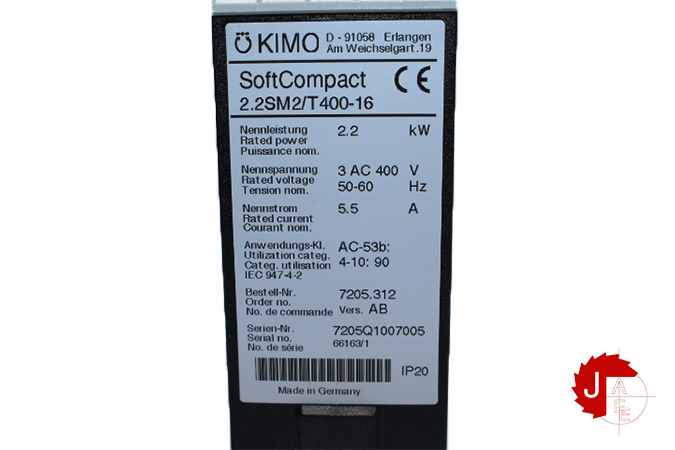 KIMO D - 91058 Erlangen
Am Weichselgart.19
SoftCompact CE
2.2SM2/T400-16
Nennleistung 2.2 kW
Rated power
Puissance nom.
Nennspannung 3 AC 400 V
Rated voltage 50-60 Hz
Tension nom.
Nennstrom 5.5 A
Rated current
Courant nom.
Anwendungs-Kl. AC-53b:
Utilization categ. 4-10: 90
Categ. utilisation
IEC 947-4-2
Bestell-Nr. 7205.312
Order no.
No. de commande Vers. AB
Serien-Nr. 7205Q1007005
Serial no. 66163/1
No. de série
IP20
Made in Germany
JAFE